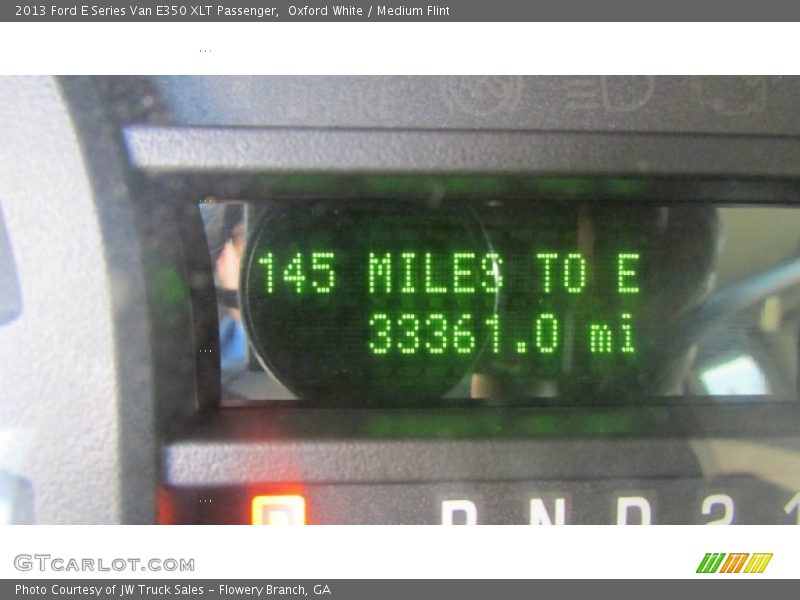 2013 Ford E Series Van E350 XLT Passenger, Oxford White / Medium Flint
145 MILES TO E
33361.0 mi
P R N D 2 1
GTCARLOT.COM
Photo Courtesy of JW Truck Sales - Flowery Branch, GA